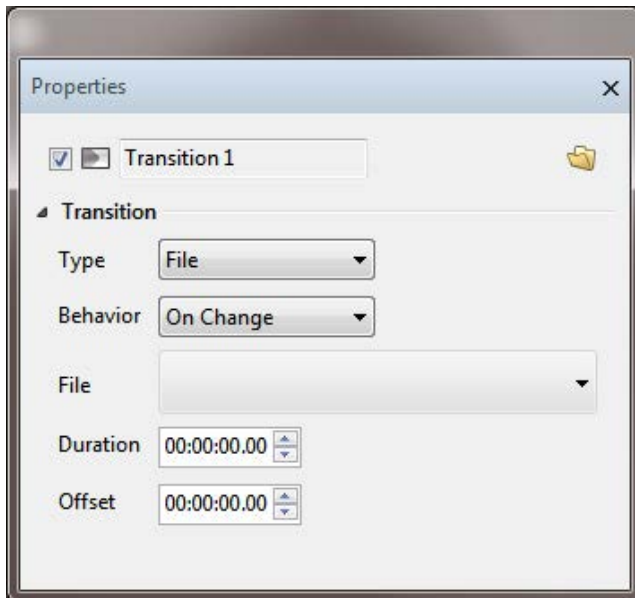 Properties
Transition 1
Transition
Type File
Behavior On Change
File
Duration 00:00:00.00
Offset 00:00:00.00